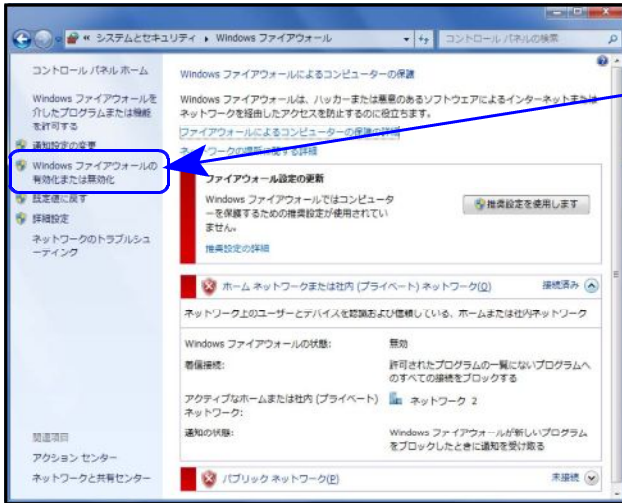 システムとセキュリティ ▸ Windows ファイアウォール
コントロール パネルの検索
コントロール パネル ホーム
Windows ファイアウォールを
介したプログラムまたは機能
を許可する
通知設定の変更
Windows ファイアウォールの
有効化または無効化
既定値に戻す
詳細設定
ネットワークのトラブルシュ
ーティング
関連項目
アクション センター
ネットワークと共有センター
Windows ファイアウォールによるコンピューターの保護
Windows ファイアウォールは、ハッカーまたは悪意のあるソフトウェアによるインターネットまたは
ネットワークを経由したアクセスを防止するのに役立ちます。
ファイアウォールによるコンピューターの保護の詳細
ネットワークの場所に関する詳細
ファイアウォール設定の更新
Windows ファイアウォールではコンピュータ
ーを保護するための推奨設定が使用されてい
ません。
推奨設定を使用します
推奨設定の詳細
ホーム ネットワークまたは社内 (プライベート) ネットワーク(O) 接続済み
ネットワーク上のユーザーとデバイスを認識および信頼している、ホームまたは社内ネットワーク
Windows ファイアウォールの状態: 無効
着信接続: 許可されたプログラムの一覧にないプログラムへ
のすべての接続をブロックする
アクティブなホームまたは社内 (プライベート) ネットワーク 2
ネットワーク:
通知の状態: Windows ファイアウォールが新しいプログラム
をブロックしたときに通知を受け取る
パブリック ネットワーク(P) 未接続